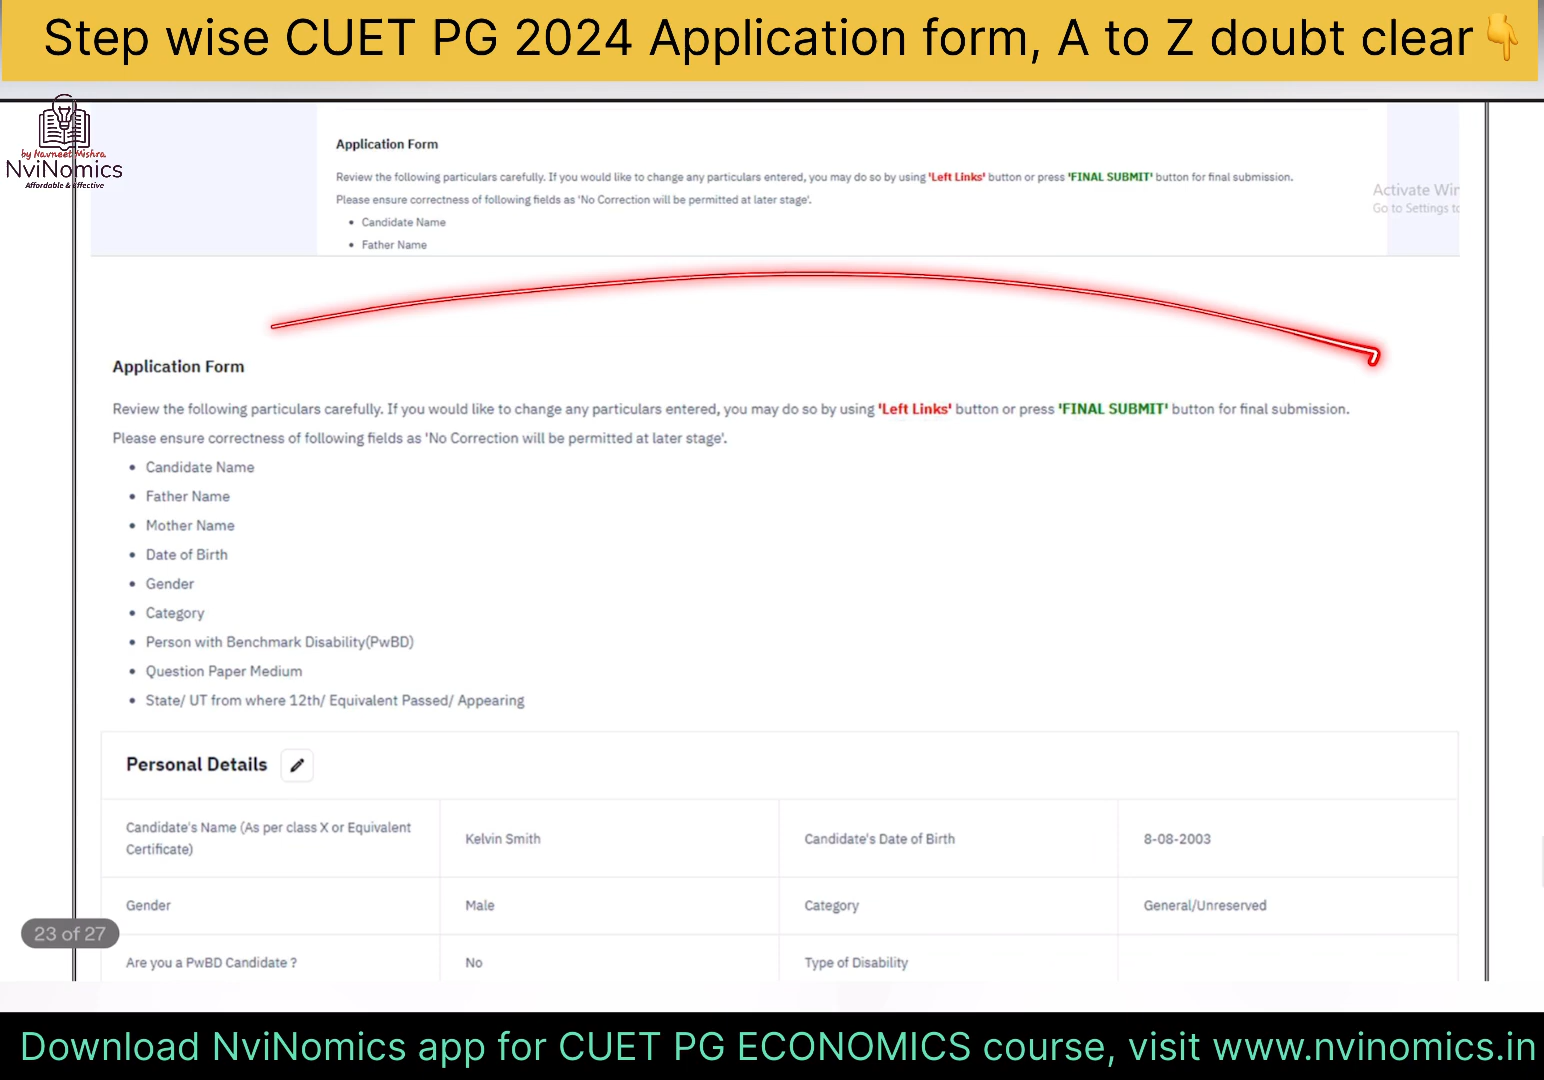 Step wise CUET PG 2024 Application form, A to Z doubt clear👇
by Navneet Mishra
NviNomics
Affordable & Effective
Application Form
Review the following particulars carefully. If you would like to change any particulars entered, you may do so by using 'Left Links' button or press 'FINAL SUBMIT' button for final submission.
Please ensure correctness of following fields as 'No Correction will be permitted at later stage'.
• Candidate Name
• Father Name
Activate Win
Go to Settings to
Application Form
Review the following particulars carefully. If you would like to change any particulars entered, you may do so by using 'Left Links' button or press 'FINAL SUBMIT' button for final submission.
Please ensure correctness of following fields as 'No Correction will be permitted at later stage'.
• Candidate Name
• Father Name
• Mother Name
• Date of Birth
• Gender
• Category
• Person with Benchmark Disability(PwBD)
• Question Paper Medium
• State/ UT from where 12th/ Equivalent Passed/ Appearing
Personal Details
Candidate's Name (As per class X or Equivalent
Certificate)
Kelvin Smith
Candidate's Date of Birth
8-08-2003
Gender
Male
Category
General/Unreserved
23 of 27
Are you a PwBD Candidate ?
No
Type of Disability
Download NviNomics app for CUET PG ECONOMICS course, visit www.nvinomics.in